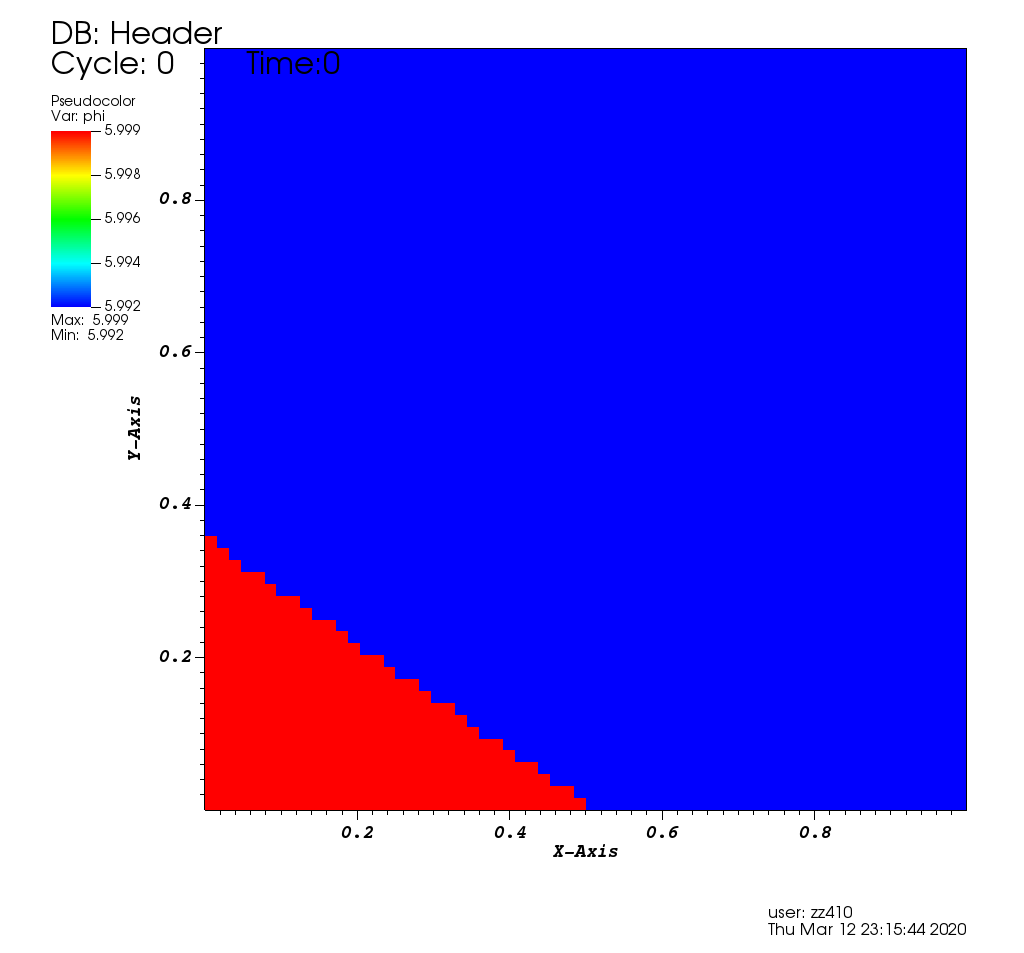 DB: Header
Cycle: 0 Time:0
Pseudocolor
Var: phi
5.999
5.998
5.996
5.994
5.992
Max: 5.999
Min: 5.992
0.8
0.6
0.4
0.2
Y-Axis
0.2 0.4 0.6 0.8
X-Axis
user: zz410
Thu Mar 12 23:15:44 2020